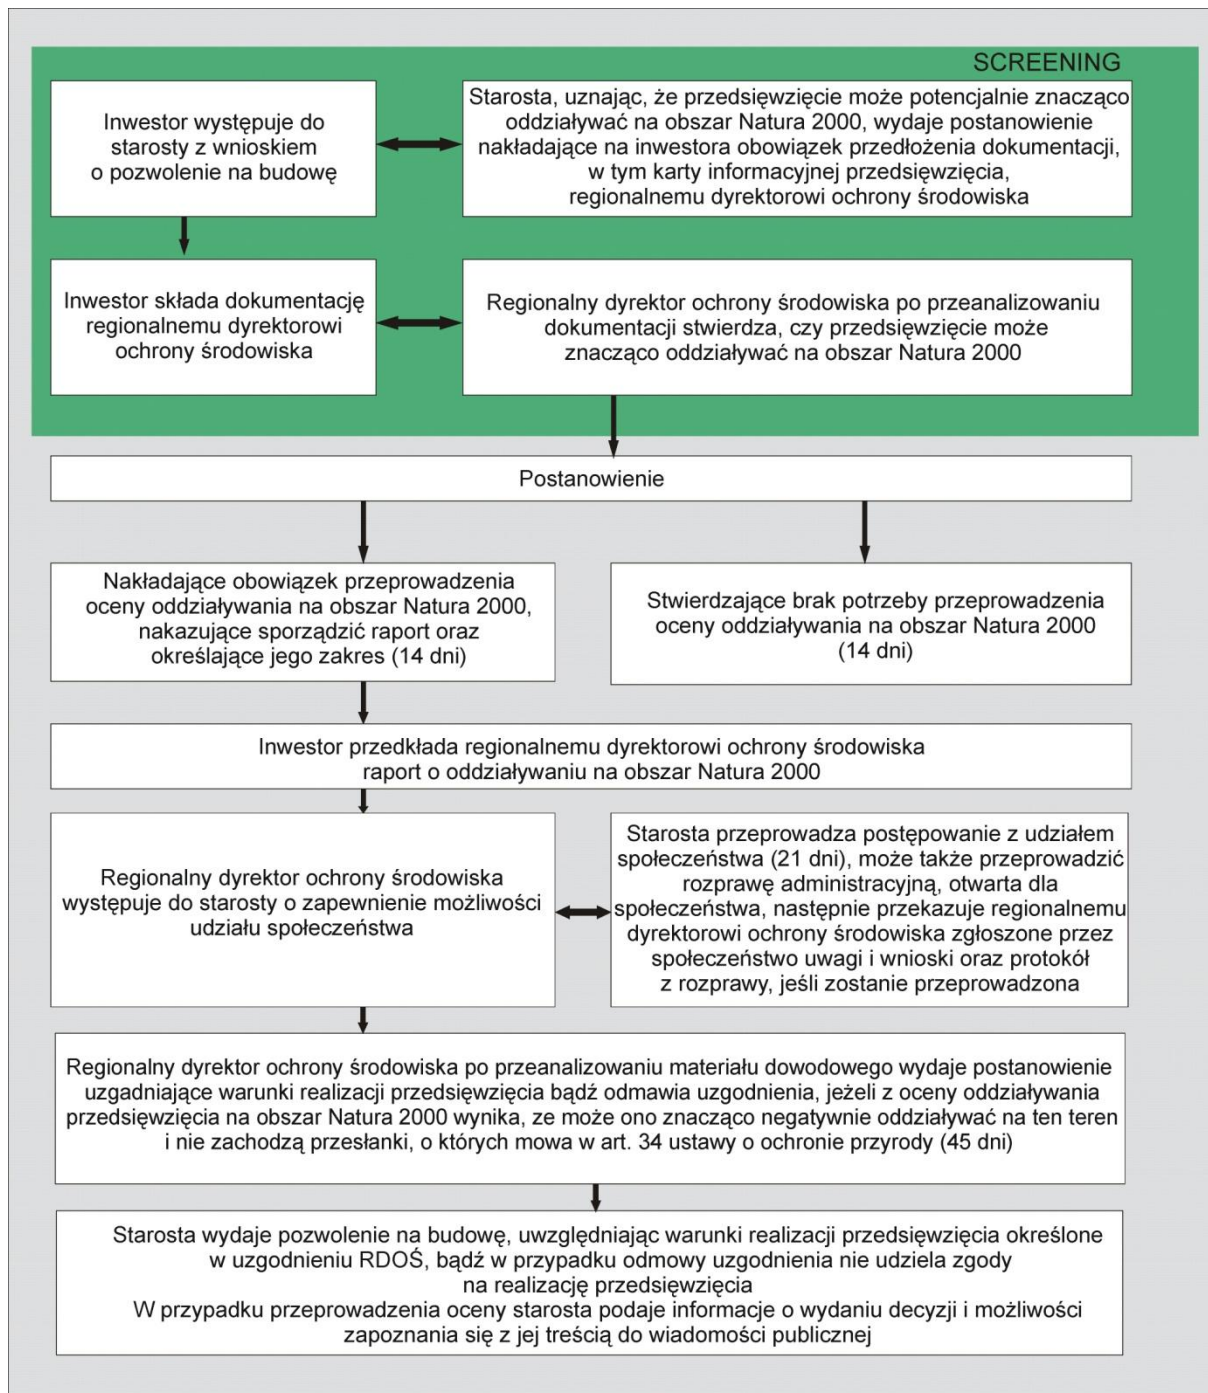 SCREENING
Inwestor występuje do
starosty z wnioskiem
o pozwolenie na budowę
Starosta, uznając, że przedsięwzięcie może potencjalnie znacząco
oddziaływać na obszar Natura 2000, wydaje postanowienie
nakładające na inwestora obowiązek przedłożenia dokumentacji,
w tym karty informacyjnej przedsięwzięcia,
regionalnemu dyrektorowi ochrony środowiska
Inwestor składa dokumentację
regionalnemu dyrektorowi
ochrony środowiska
Regionalny dyrektor ochrony środowiska po przeanalizowaniu
dokumentacji stwierdza, czy przedsięwzięcie może
znacząco oddziaływać na obszar Natura 2000
Postanowienie
Nakładające obowiązek przeprowadzenia
oceny oddziaływania na obszar Natura 2000,
nakazujące sporządzić raport oraz
określające jego zakres (14 dni)
Stwierdzające brak potrzeby przeprowadzenia
oceny oddziaływania na obszar Natura 2000
(14 dni)
Inwestor przedkłada regionalnemu dyrektorowi ochrony środowiska
raport o oddziaływaniu na obszar Natura 2000
Regionalny dyrektor ochrony środowiska
występuje do starosty o zapewnienie możliwości
udziału społeczeństwa
Starosta przeprowadza postępowanie z udziałem
społeczeństwa (21 dni), może także przeprowadzić
rozprawę administracyjną, otwarta dla
społeczeństwa, następnie przekazuje regionalnemu
dyrektorowi ochrony środowiska zgłoszone przez
społeczeństwo uwagi i wnioski oraz protokół
z rozprawy, jeśli zostanie przeprowadzona
Regionalny dyrektor ochrony środowiska po przeanalizowaniu materiału dowodowego wydaje postanowienie
uzgadniające warunki realizacji przedsięwzięcia bądź odmawia uzgodnienia, jeżeli z oceny oddziaływania
przedsięwzięcia na obszar Natura 2000 wynika, ze może ono znacząco negatywnie oddziaływać na ten teren
i nie zachodzą przesłanki, o których mowa w art. 34 ustawy o ochronie przyrody (45 dni)
Starosta wydaje pozwolenie na budowę, uwzględniając warunki realizacji przedsięwzięcia określone
w uzgodnieniu RDOŚ, bądź w przypadku odmowy uzgodnienia nie udziela zgody
na realizację przedsięwzięcia
W przypadku przeprowadzenia oceny starosta podaje informacje o wydaniu decyzji i możliwości
zapoznania się z jej treścią do wiadomości publicznej